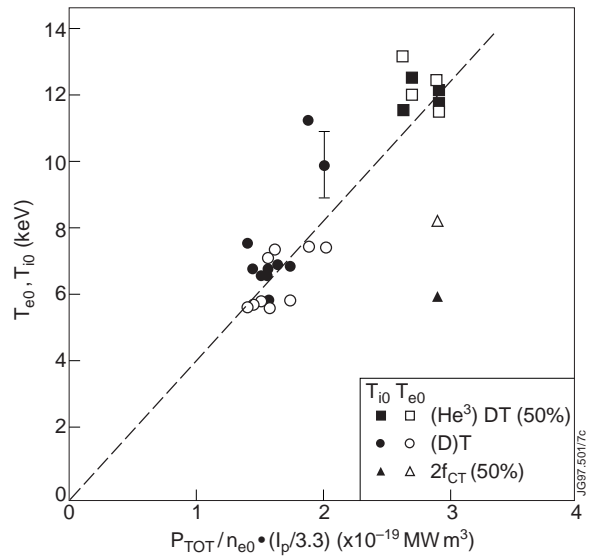 14
12
10
8
6
4
2
0
0
1
2
3
4
T_e0, T_i0 (keV)
P_TOT/n_e0•(I_p/3.3) (x10^–19 MW m^3)
T_i0 T_e0
(He^3) DT (50%)
(D)T
2f_CT (50%)
JG97.501/7c